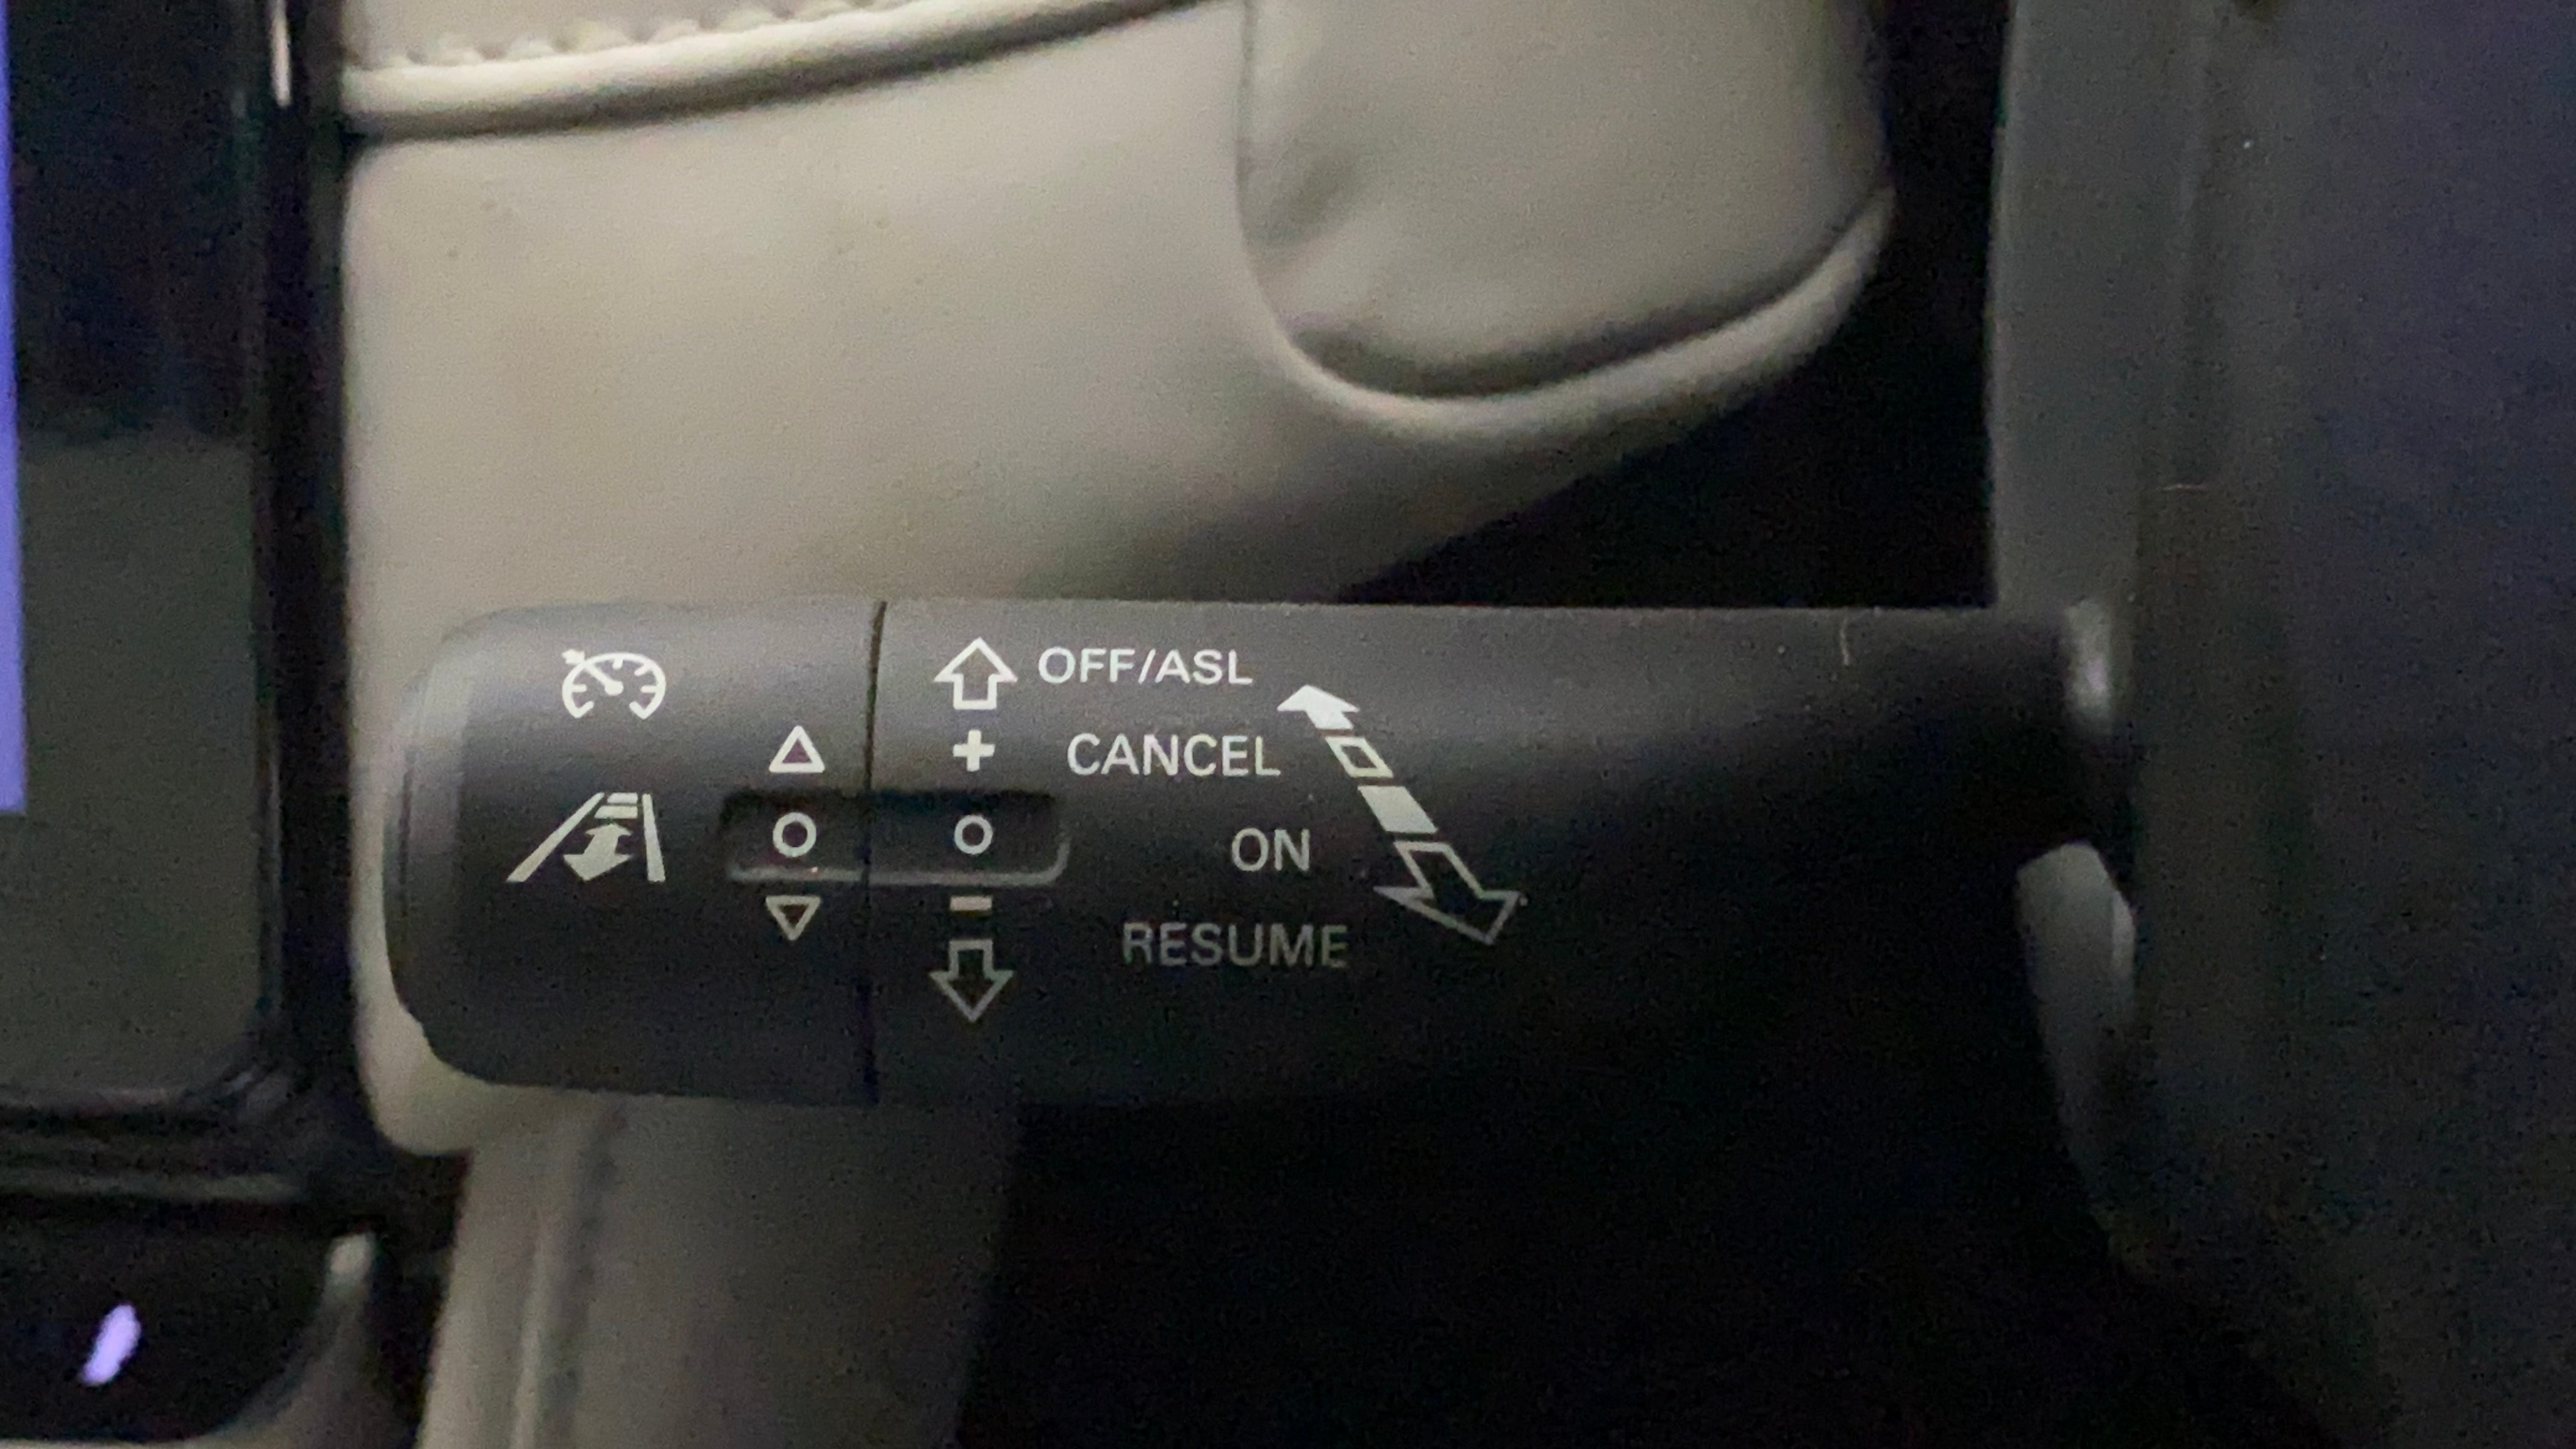 OFF/ASL
+ CANCEL
ON
-
RESUME